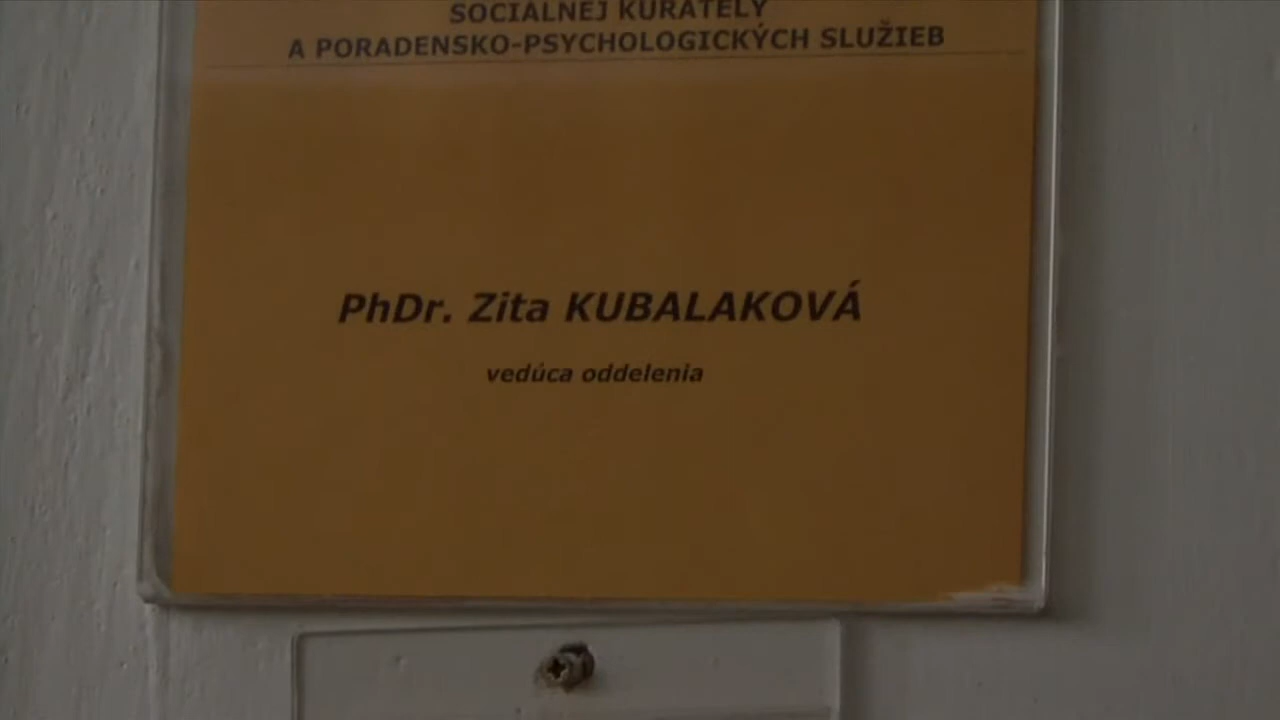 SOCIÁLNEJ KURATELY
A PORADENSKO-PSYCHOLOGICKÝCH SLUŽIEB
PhDr. Zita KUBALAKOVÁ
vedúca oddelenia